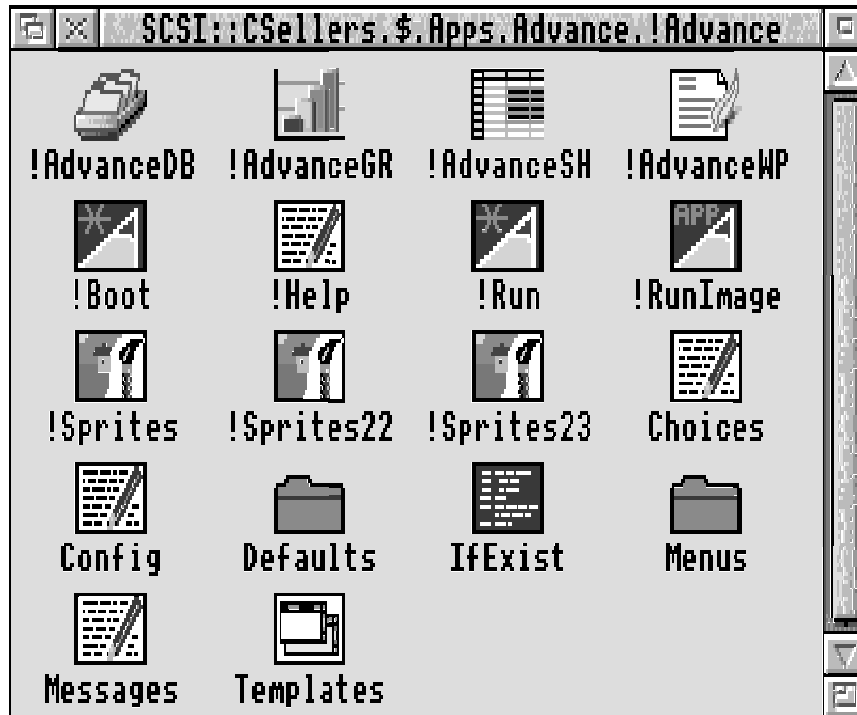 SCSI::CSellers.$.Apps.Advance.!Advance
!AdvanceDB !AdvanceGR !AdvanceSH !AdvanceWP
APP
!Boot !Help !Run !RunImage
!Sprites !Sprites22 !Sprites23 Choices
Config Defaults IfExist Menus
Messages Templates